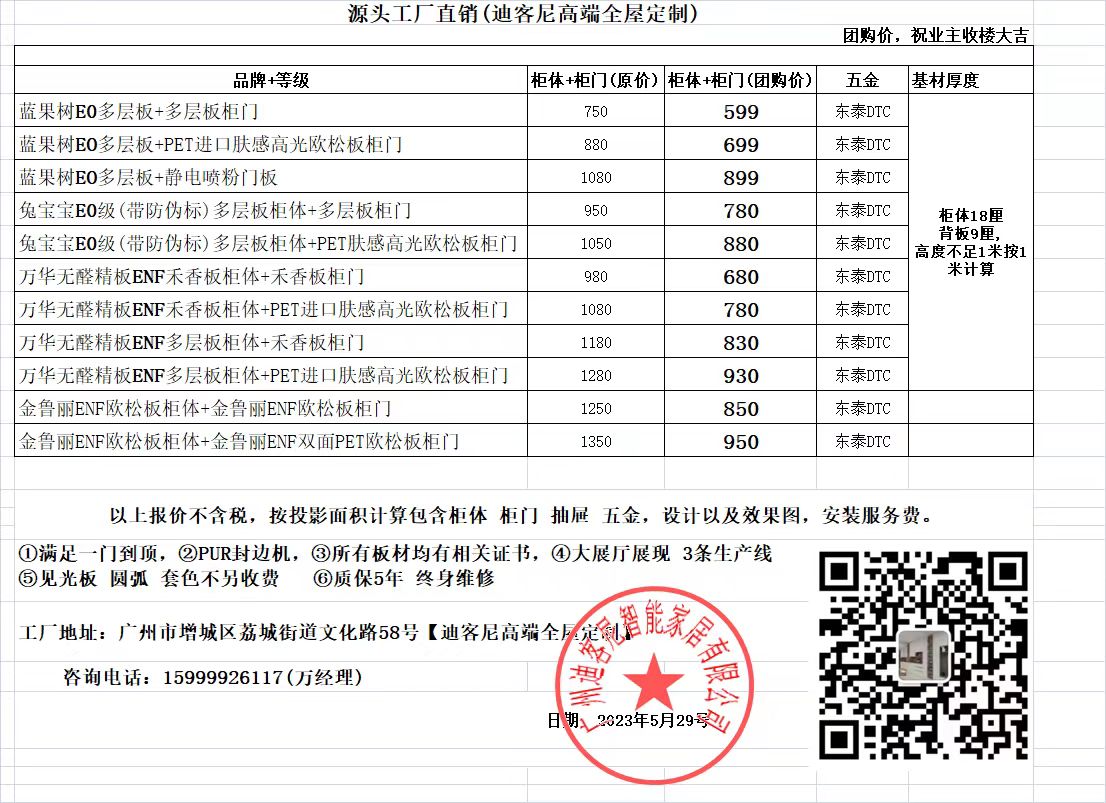 源头工厂直销(迪客尼高端全屋定制)
团购价，祝业主收楼大吉
品牌+等级 柜体+柜门(原价) 柜体+柜门(团购价) 五金 基材厚度
蓝果树EO多层板+多层板柜门 750 599 东泰DTC
蓝果树EO多层板+PET进口肤感高光欧松板柜门 880 699 东泰DTC
蓝果树EO多层板+静电喷粉门板 1080 899 东泰DTC
兔宝宝EO级(带防伪标)多层板柜体+多层板柜门 950 780 东泰DTC
兔宝宝EO级(带防伪标)多层板柜体+PET肤感高光欧松板柜门 1050 880 东泰DTC
万华无醛精板ENF禾香板柜体+禾香板柜门 980 680 东泰DTC
万华无醛精板ENF禾香板柜体+PET进口肤感高光欧松板柜门 1080 780 东泰DTC
万华无醛精板ENF多层板柜体+禾香板柜门 1180 830 东泰DTC
万华无醛精板ENF多层板柜体+PET进口肤感高光欧松板柜门 1280 930 东泰DTC
金鲁丽ENF欧松板柜体+金鲁丽ENF欧松板柜门 1250 850 东泰DTC
金鲁丽ENF欧松板柜体+金鲁丽ENF双面PET欧松板柜门 1350 950 东泰DTC
柜体18厘
背板9厘，
高度不足1米按1
米计算
以上报价不含税，按投影面积计算包含柜体 柜门 抽屉 五金，设计以及效果图，安装服务费。
①满足一门到顶，②PUR封边机，③所有板材均有相关证书，④大展厅展现 3条生产线
⑤见光板 圆弧 套色不另收费 ⑥质保5年 终身维修
工厂地址：广州市增城区荔城街道文化路58号【迪客尼高端全屋定制】
咨询电话：15999926117(万经理)
日期：2023年5月29号
广州迪客尼智能家居有限公司